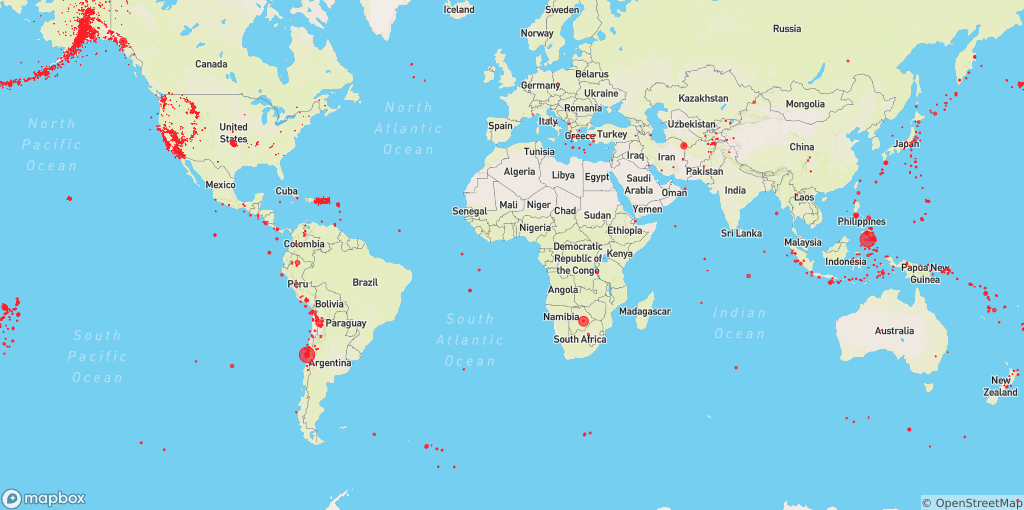 Iceland
Sweden
Norway
Russia
Canada
Germany
Belarus
Ukraine
Kazakhstan
Mongolia
North
Atlantic
Ocean
Romania
North
Pacific
Ocean
United
States
Spain
Italy
Greece
Turkey
Uzbekistan
China
Japan
Tunisia
Iraq
Iran
Mexico
Cuba
Algeria
Libya
Egypt
Saudi
Arabia
Pakistan
Oman
India
Laos
Senegal
Mali
Niger
Chad
Sudan
Yemen
Philippines
Nigeria
Ethiopia
Sri Lanka
Malaysia
Colombia
Democratic
Republic of
the Congo
Kenya
Indonesia
Papua New
Guinea
Peru
Brazil
Angola
Bolivia
Namibia
Madagascar
Paraguay
South
Atlantic
Ocean
Indian
Ocean
Australia
South
Pacific
Ocean
South Africa
Argentina
New
Zealand
mapbox
© OpenStreetMap